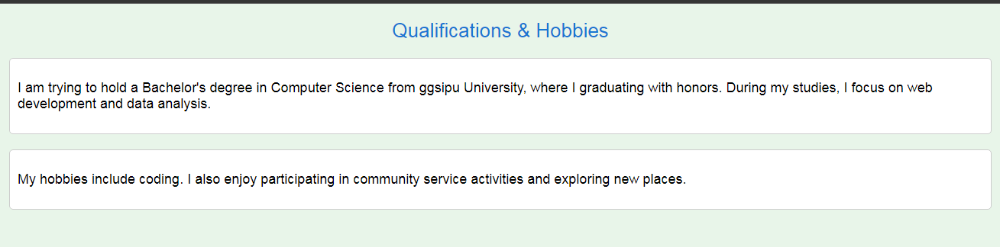 Qualifications & Hobbies
I am trying to hold a Bachelor's degree in Computer Science from ggsipu University, where I graduating with honors. During my studies, I focus on web
development and data analysis.
My hobbies include coding. I also enjoy participating in community service activities and exploring new places.